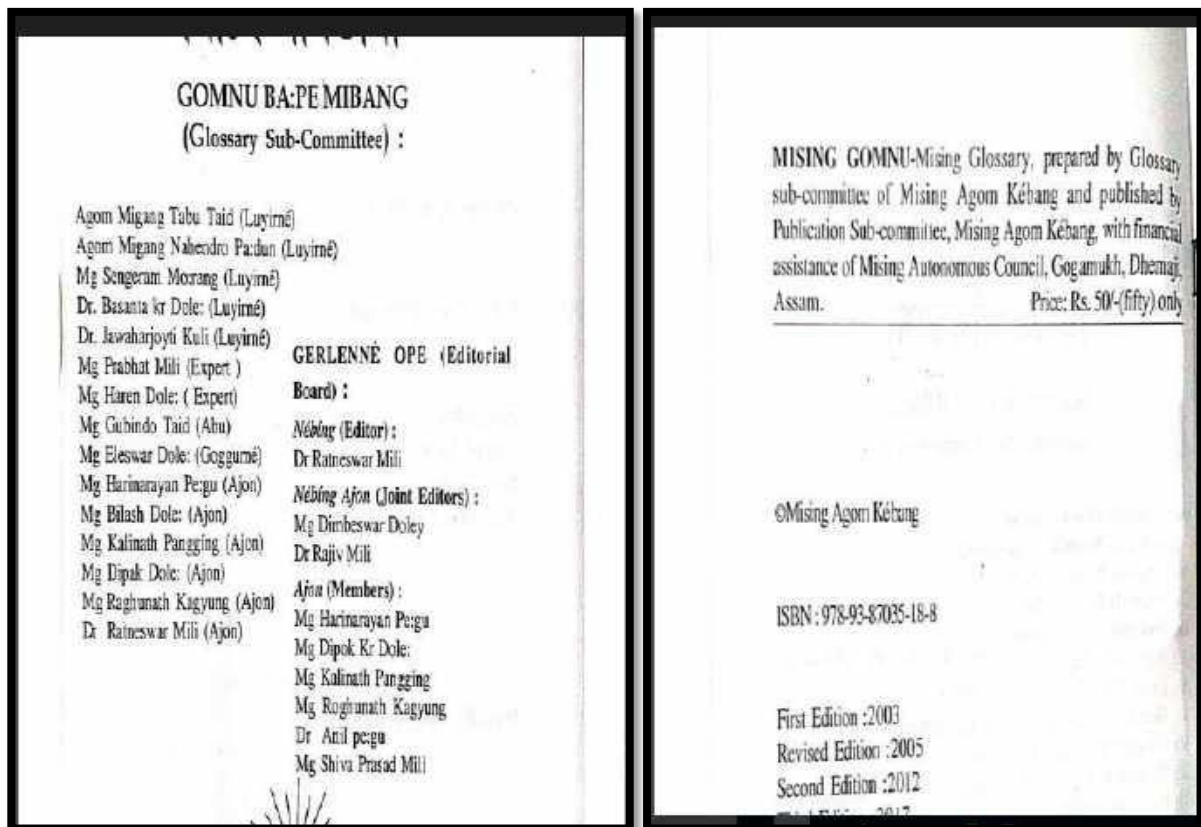 GOMNU BA:PE MIBANG
(Glossary Sub-Committee) :
Agom Migang Tabu Taid (Luyirné)
Agom Migang Nahendro Pa:dun (Luyirné)
Mg Sengeram Mo:rang (Luyirné)
Dr. Basanta kr Dole: (Luyirné)
Dr. Jawaharjoyti Kuli (Luyirné)
Mg Prabhat Mili (Expert )
Mg Haren Dole: ( Expert)
Mg Gubindo Taid (Abu)
Mg Eleswar Dole: (Goggumé)
Mg Harinarayan Pe:gu (Ajon)
Mg Bilash Dole: (Ajon)
Mg Kalinath Pangging (Ajon)
Mg Dipak Dole: (Ajon)
Mg Raghunath Kagyung (Ajon)
Dr Ratneswar Mili (Ajon)
GERLENNÉ OPE (Editorial
Board) :
Nébíng (Editor) :
Dr Ratneswar Mili
Nébíng Ajon (Joint Editors) :
Mg Dimbeswar Doley
Dr Rajiv Mili
Ajon (Members) :
Mg Harinarayan Pe:gu
Mg Dipok Kr Dole:
Mg Kalinath Pangging
Mg Roghunath Kagyung
Dr Anil pe:gu
Mg Shiva Prasad Mili
MISING GOMNU-Mising Glossary, prepared by Glossary
sub-committee of Mising Agom Kébang and published by
Publication Sub-committee, Mising Agom Kébang, with financial
assistance of Mising Autonomous Council, Gogamukh, Dhemaji,
Assam. Price: Rs. 50/-(fifty) only
©Mising Agom Kébang
ISBN : 978-93-87035-18-8
First Edition :2003
Revised Edition :2005
Second Edition :2012
Third Edition :2017